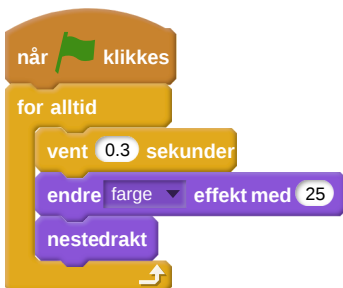 når klikkes
for alltid
vent 0.3 sekunder
endre farge effekt med 25
nestedrakt